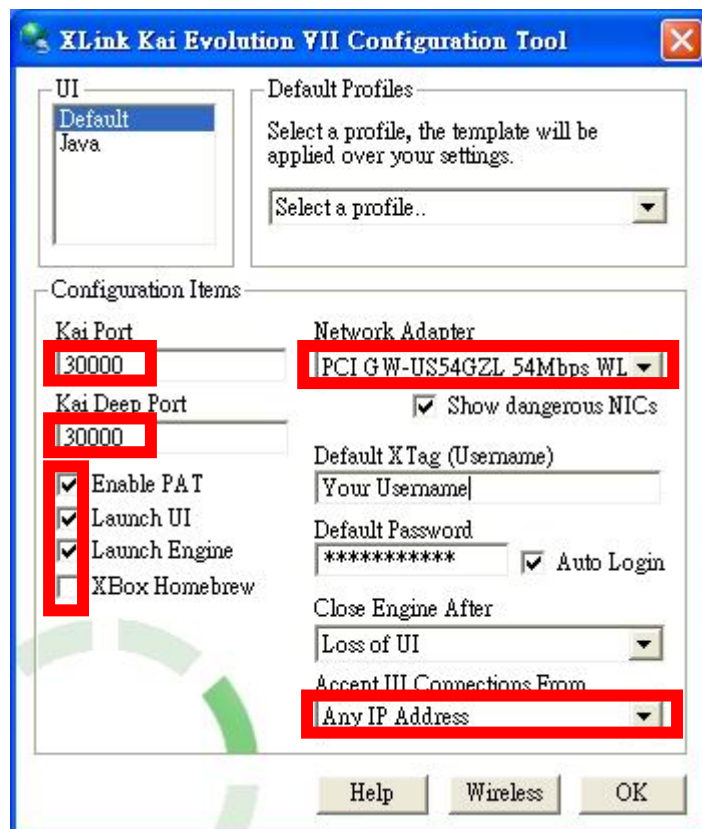 XLink Kai Evolution VII Configuration Tool
UI
Default
Java
Default Profiles
Select a profile, the template will be
applied over your settings.
Select a profile..
Configuration Items
Kai Port
30000
Kai Deep Port
30000
Enable PAT
Launch UI
Launch Engine
XBox Homebrew
Network Adapter
PCI GW-US54GZL 54Mbps WL
Show dangerous NICs
Default XTag (Username)
Your Username
Default Password
***********
Auto Login
Close Engine After
Loss of UI
Accept UI Connections From
Any IP Address
Help
Wireless
OK